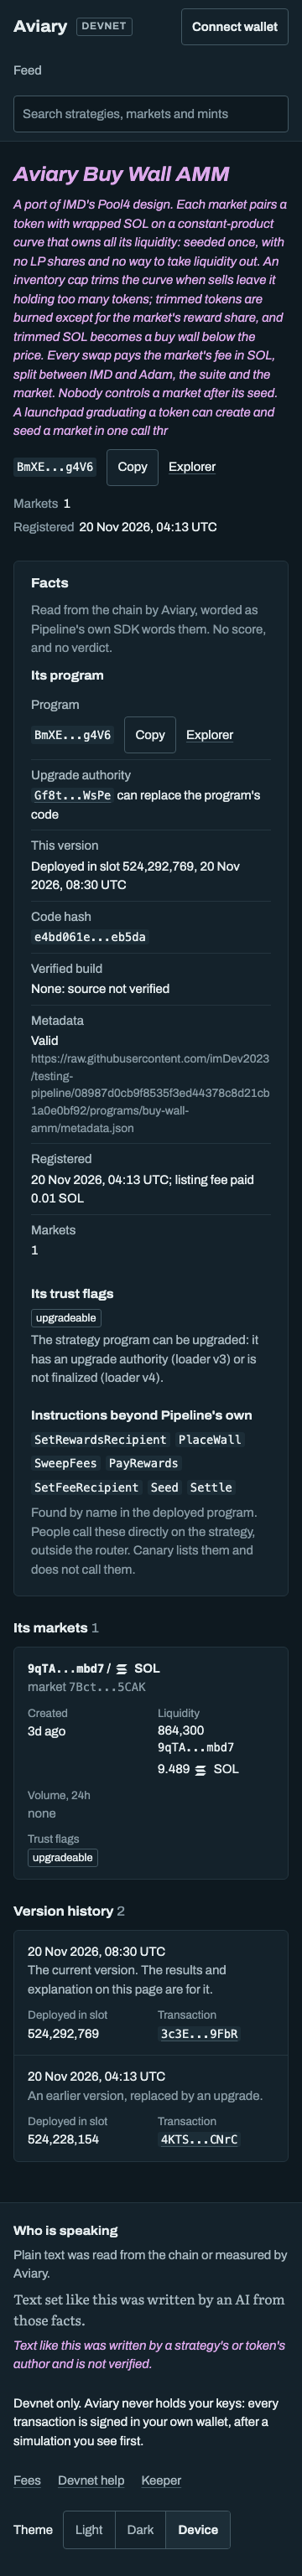 Aviary DEVNET Connect wallet
Feed
Search strategies, markets and mints
Aviary Buy Wall AMM
A port of IMD's Pool4 design. Each market pairs a
token with wrapped SOL on a constant-product
curve that owns all its liquidity: seeded once, with
no LP shares and no way to take liquidity out. An
inventory cap trims the curve when sells leave it
holding too many tokens; trimmed tokens are
burned except for the market's reward share, and
trimmed SOL becomes a buy wall below the
price. Every swap pays the market's fee in SOL,
split between IMD and Adam, the suite and the
market. Nobody controls a market after its seed.
A launchpad graduating a token can create and
seed a market in one call thr
BmXE...g4V6 Copy Explorer
Markets 1
Registered 20 Nov 2026, 04:13 UTC
Facts
Read from the chain by Aviary, worded as
Pipeline's own SDK words them. No score,
and no verdict.
Its program
Program
BmXE...g4V6 Copy Explorer
Upgrade authority
Gf8t...WsPe can replace the program's
code
This version
Deployed in slot 524,292,769, 20 Nov
2026, 08:30 UTC
Code hash
e4bd061e...eb5da
Verified build
None: source not verified
Metadata
Valid
https://raw.githubusercontent.com/imDev2023
/testing-
pipeline/08987d0cb9f8535f3ed44378c8d21cb
1a0e0bf92/programs/buy-wall-
amm/metadata.json
Registered
20 Nov 2026, 04:13 UTC; listing fee paid
0.01 SOL
Markets
1
Its trust flags
upgradeable
The strategy program can be upgraded: it
has an upgrade authority (loader v3) or is
not finalized (loader v4).
Instructions beyond Pipeline's own
SetRewardsRecipient PlaceWall
SweepFees PayRewards
SetFeeRecipient Seed Settle
Found by name in the deployed program.
People call these directly on the strategy,
outside the router. Canary lists them and
does not call them.
Its markets 1
9qTA...mbd7 / SOL
market 7Bct...5CAK
Created Liquidity
3d ago 864,300
9qTA...mbd7
9.489 SOL
Volume, 24h
none
Trust flags
upgradeable
Version history 2
20 Nov 2026, 08:30 UTC
The current version. The results and
explanation on this page are for it.
Deployed in slot Transaction
524,292,769 3c3E...9FbR
20 Nov 2026, 04:13 UTC
An earlier version, replaced by an upgrade.
Deployed in slot Transaction
524,228,154 4KTS...CNrC
Who is speaking
Plain text was read from the chain or measured by
Aviary.
Text set like this was written by an AI from
those facts.
Text like this was written by a strategy's or token's
author and is not verified.
Devnet only. Aviary never holds your keys: every
transaction is signed in your own wallet, after a
simulation you see first.
Fees Devnet help Keeper
Theme Light Dark Device